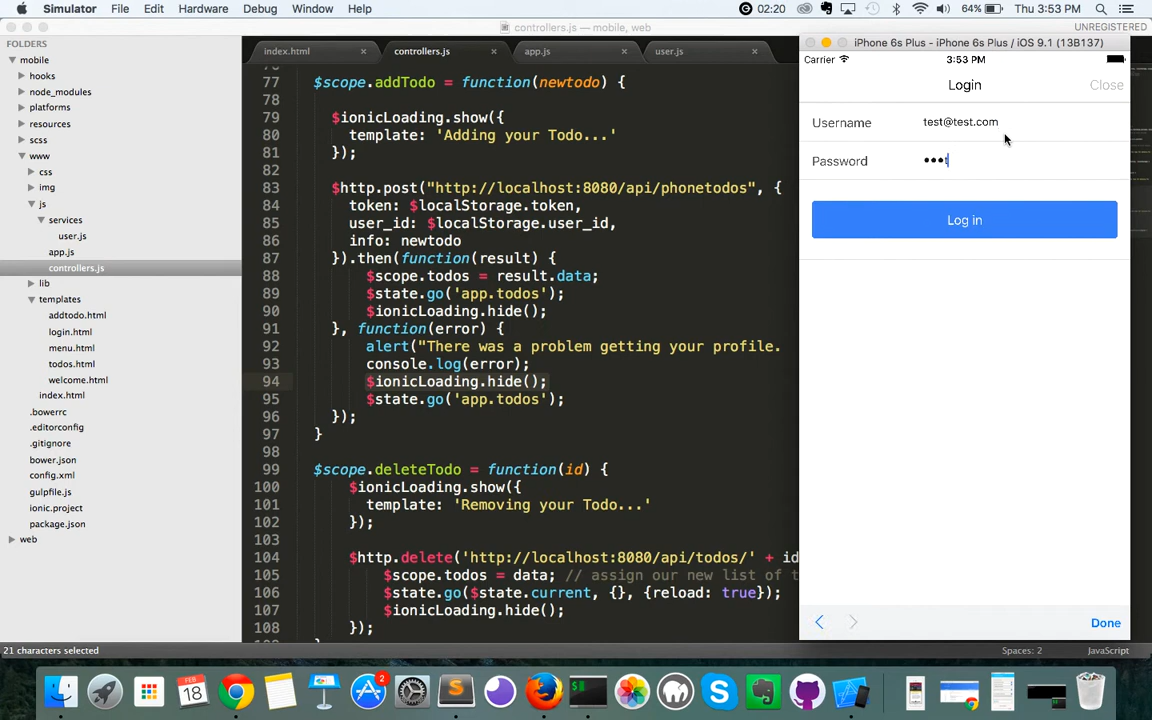 Simulator File Edit Hardware Debug Window Help 02:20 64% Thu 3:53 PM
controllers.js — mobile, web UNREGISTERED
FOLDERS
mobile
hooks
node_modules
platforms
resources
scss
www
css
img
js
services
user.js
app.js
controllers.js
lib
templates
addtodo.html
login.html
menu.html
todos.html
welcome.html
index.html
.bowerrc
.editorconfig
.gitignore
bower.json
config.xml
gulpfile.js
ionic.project
package.json
web
index.html controllers.js app.js user.js
77 $scope.addTodo = function(newtodo) {
78
79 $ionicLoading.show({
80 template: 'Adding your Todo...'
81 });
82
83 $http.post("http://localhost:8080/api/phonetodos", {
84 token: $localStorage.token,
85 user_id: $localStorage.user_id,
86 info: newtodo
87 }).then(function(result) {
88 $scope.todos = result.data;
89 $state.go('app.todos');
90 $ionicLoading.hide();
91 }, function(error) {
92 alert("There was a problem getting your profile.
93 console.log(error);
94 $ionicLoading.hide();
95 $state.go('app.todos');
96 });
97 }
98
99 $scope.deleteTodo = function(id) {
100 $ionicLoading.show({
101 template: 'Removing your Todo...'
102 });
103
104 $http.delete('http://localhost:8080/api/todos/' + id
105 $scope.todos = data; // assign our new list of t
106 $state.go($state.current, {}, {reload: true});
107 $ionicLoading.hide();
108 });
iPhone 6s Plus - iPhone 6s Plus / iOS 9.1 (13B137)
Carrier 3:53 PM
Login Close
Username test@test.com
Password •••t
Log in
Done
21 characters selected Spaces: 2 JavaScript
FEB 18 2